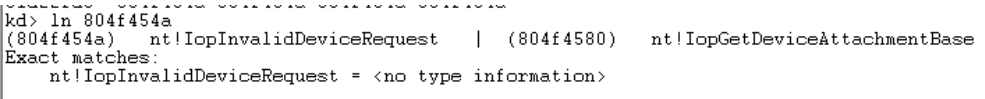 kd> ln 804f454a
(804f454a)   nt!IopInvalidDeviceRequest   |  (804f4580)   nt!IopGetDeviceAttachmentBase
Exact matches:
    nt!IopInvalidDeviceRequest = <no type information>